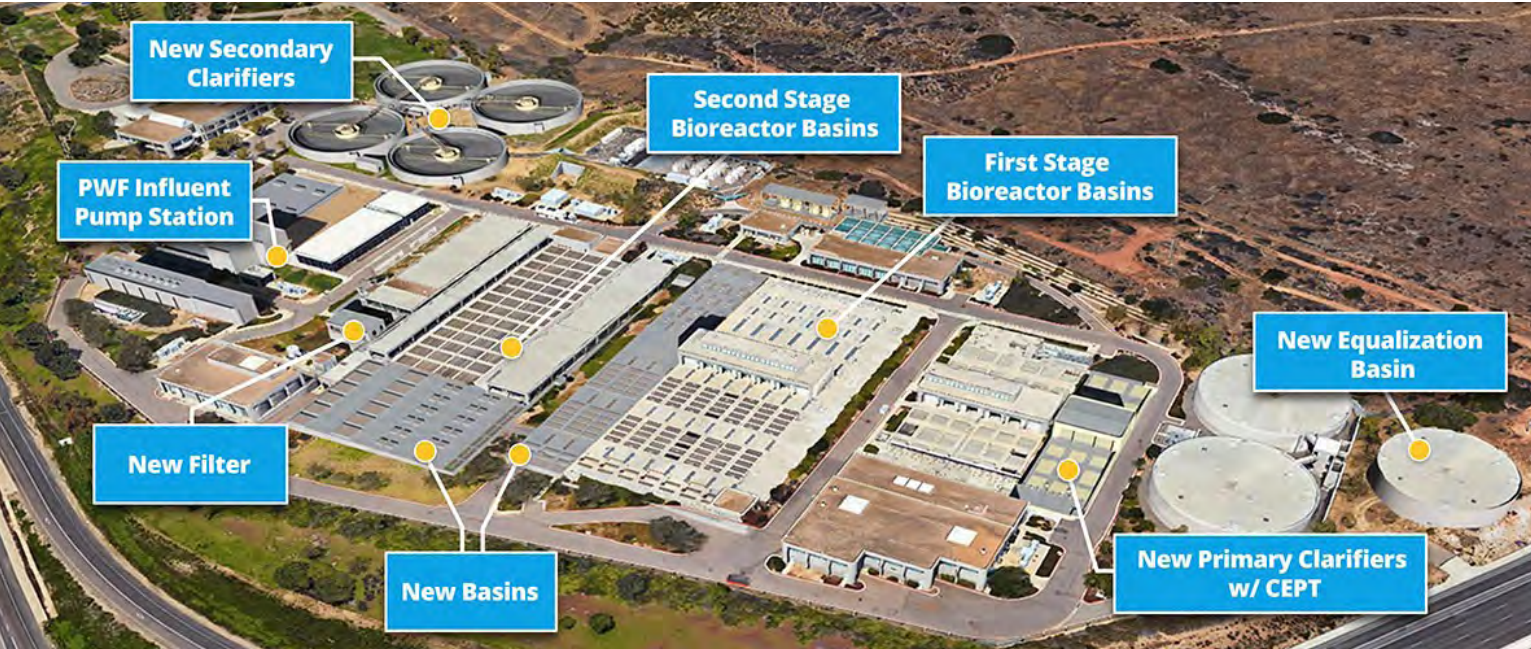 New Secondary
Clarifiers
Second Stage
Bioreactor Basins
First Stage
Bioreactor Basins
PWF Influent
Pump Station
New Equalization
Basin
New Filter
New Basins
New Primary Clarifiers
w/ CEPT